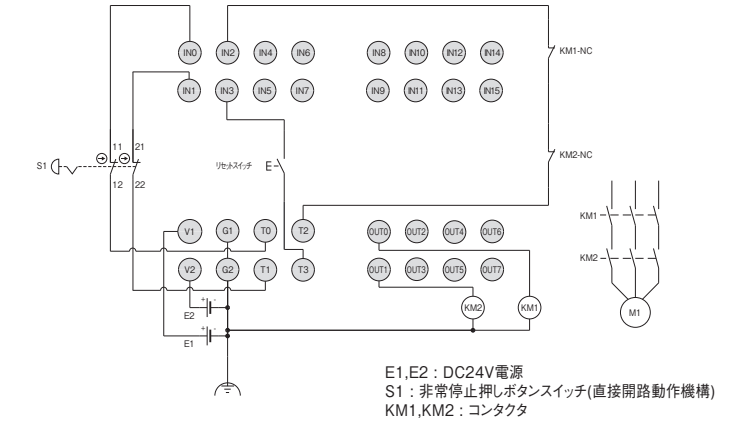 IN0 IN2 IN4 IN6 IN8 IN10 IN12 IN14
KM1-NC
IN1 IN3 IN5 IN7 IN9 IN11 IN13 IN15
11 21
KM2-NC
S1
リセットスイッチ
E
12 22
KM1
V1 G1 T0 T2 OUT0 OUT2 OUT4 OUT6
KM2
V2 G2 T1 T3 OUT1 OUT3 OUT5 OUT7
+ -
E2
KM2 KM1
M1
+ -
E1
E1,E2：DC24V電源
S1：非常停止押しボタンスイッチ(直接開路動作機構)
KM1,KM2：コンタクタ